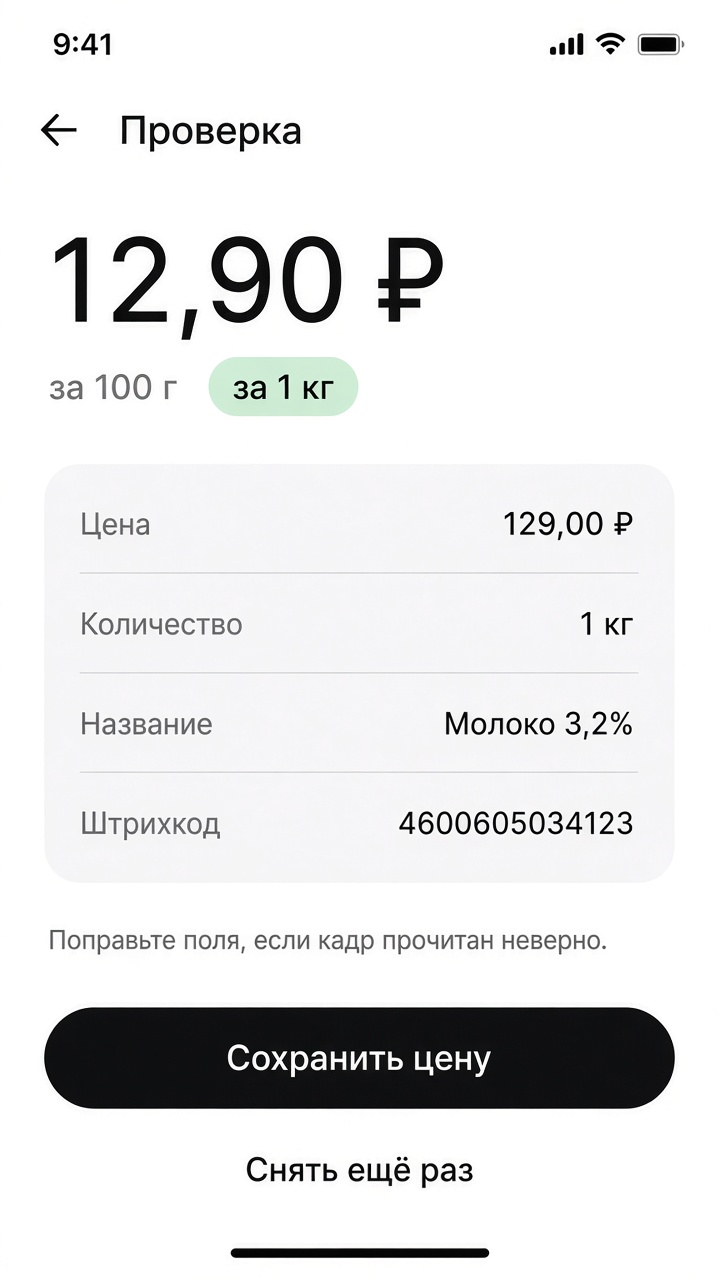 9:41
Проверка
12,90 ₽
за 100 г за 1 кг
Цена 129,00 ₽
Количество 1 кг
Название Молоко 3,2%
Штрихкод 4600605034123
Поправьте поля, если кадр прочитан неверно.
Сохранить цену
Снять ещё раз